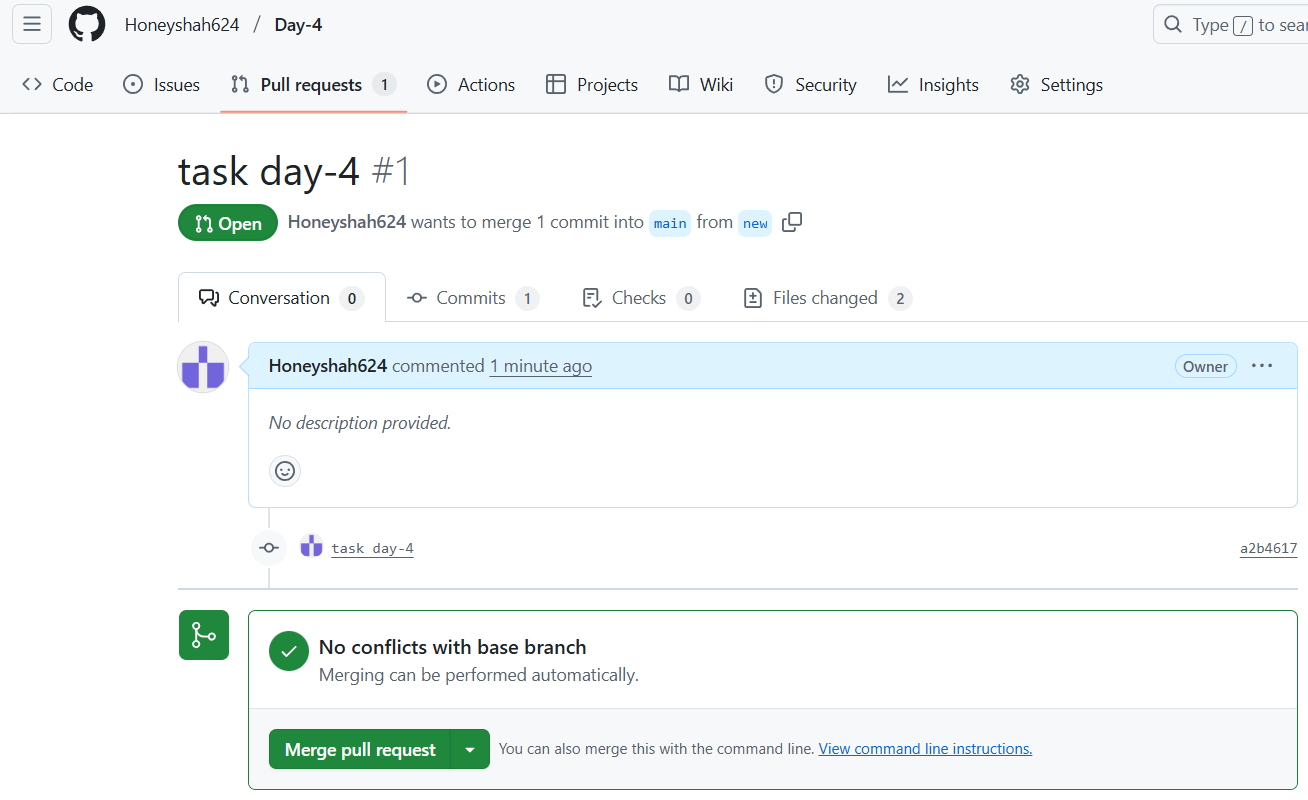 Honeyshah624 / Day-4
Type / to sear
Code Issues Pull requests 1 Actions Projects Wiki Security Insights Settings
task day-4 #1
Open Honeyshah624 wants to merge 1 commit into main from new
Conversation 0 Commits 1 Checks 0 Files changed 2
Honeyshah624 commented 1 minute ago Owner
No description provided.
task day-4 a2b4617
No conflicts with base branch
Merging can be performed automatically.
Merge pull request You can also merge this with the command line. View command line instructions.